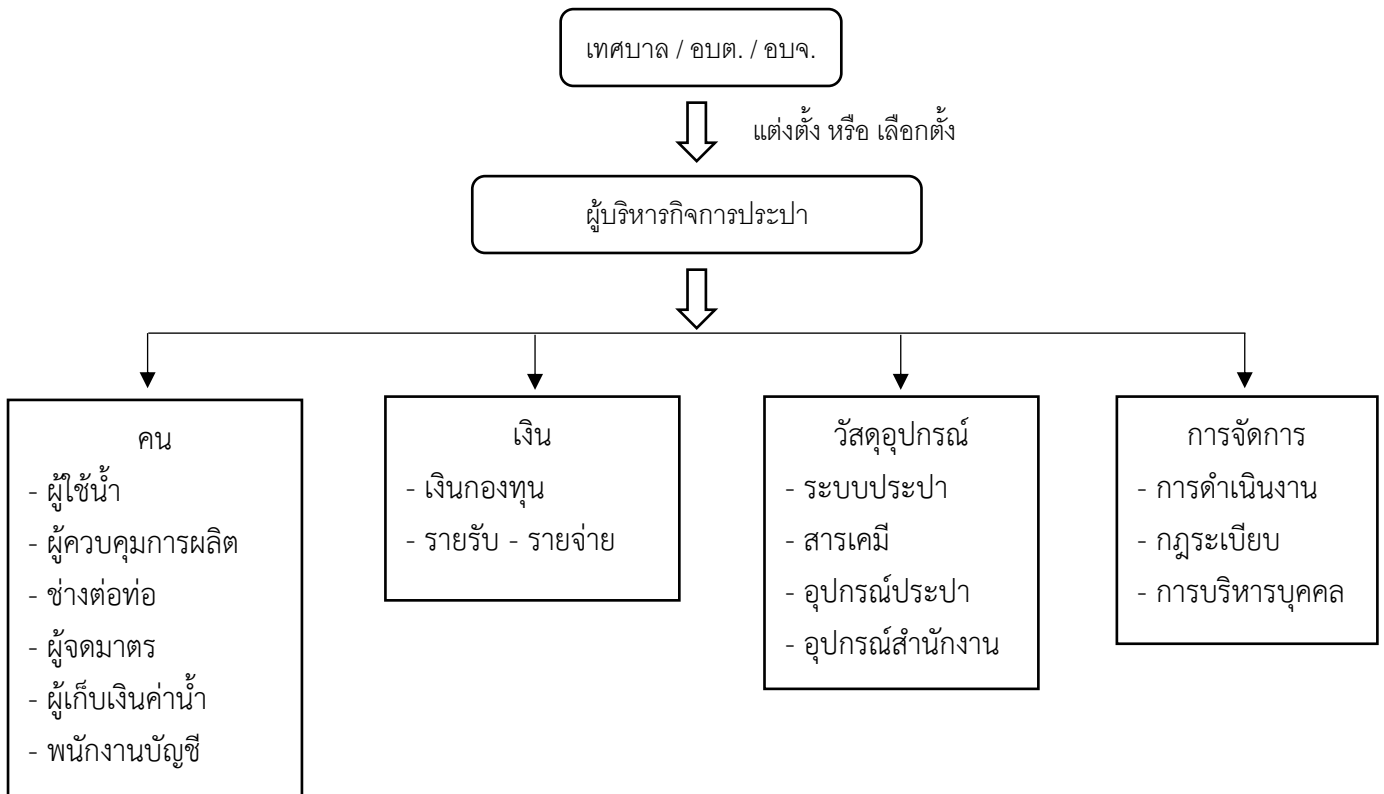 เทศบาล / อบต. / อบจ.
แต่งตั้ง หรือ เลือกตั้ง
ผู้บริหารกิจการประปา
คน
- ผู้ใช้น้ำ
- ผู้ควบคุมการผลิต
- ช่างต่อท่อ
- ผู้จดมาตร
- ผู้เก็บเงินค่าน้ำ
- พนักงานบัญชี
เงิน
- เงินกองทุน
- รายรับ - รายจ่าย
วัสดุอุปกรณ์
- ระบบประปา
- สารเคมี
- อุปกรณ์ประปา
- อุปกรณ์สำนักงาน
การจัดการ
- การดำเนินงาน
- กฎระเบียบ
- การบริหารบุคคล